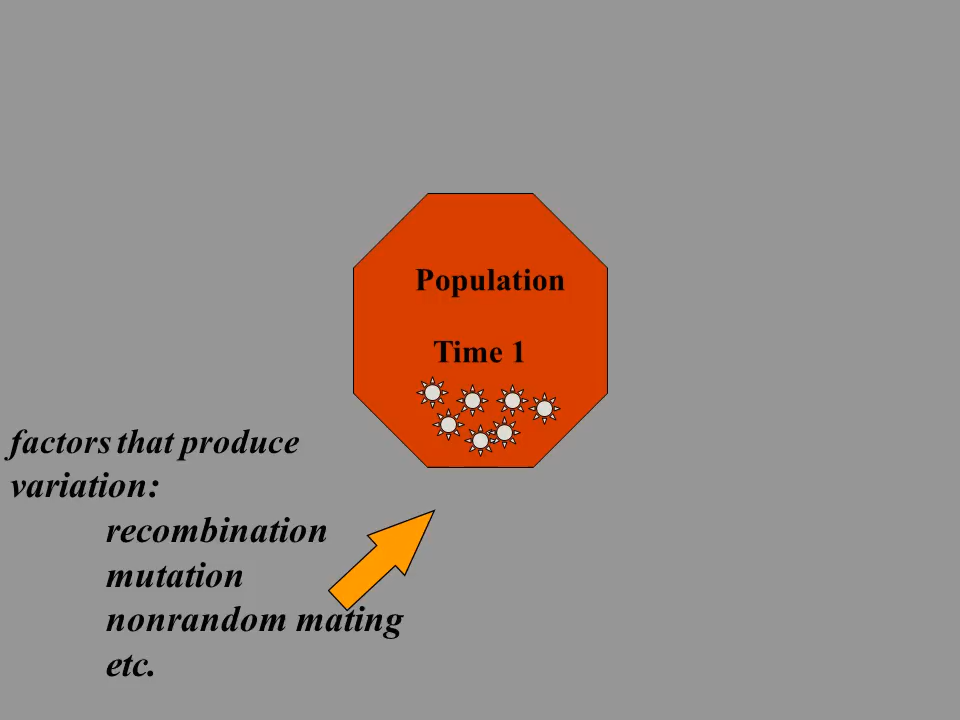 Population
Time 1
factors that produce
variation:
recombination
mutation
nonrandom mating
etc.